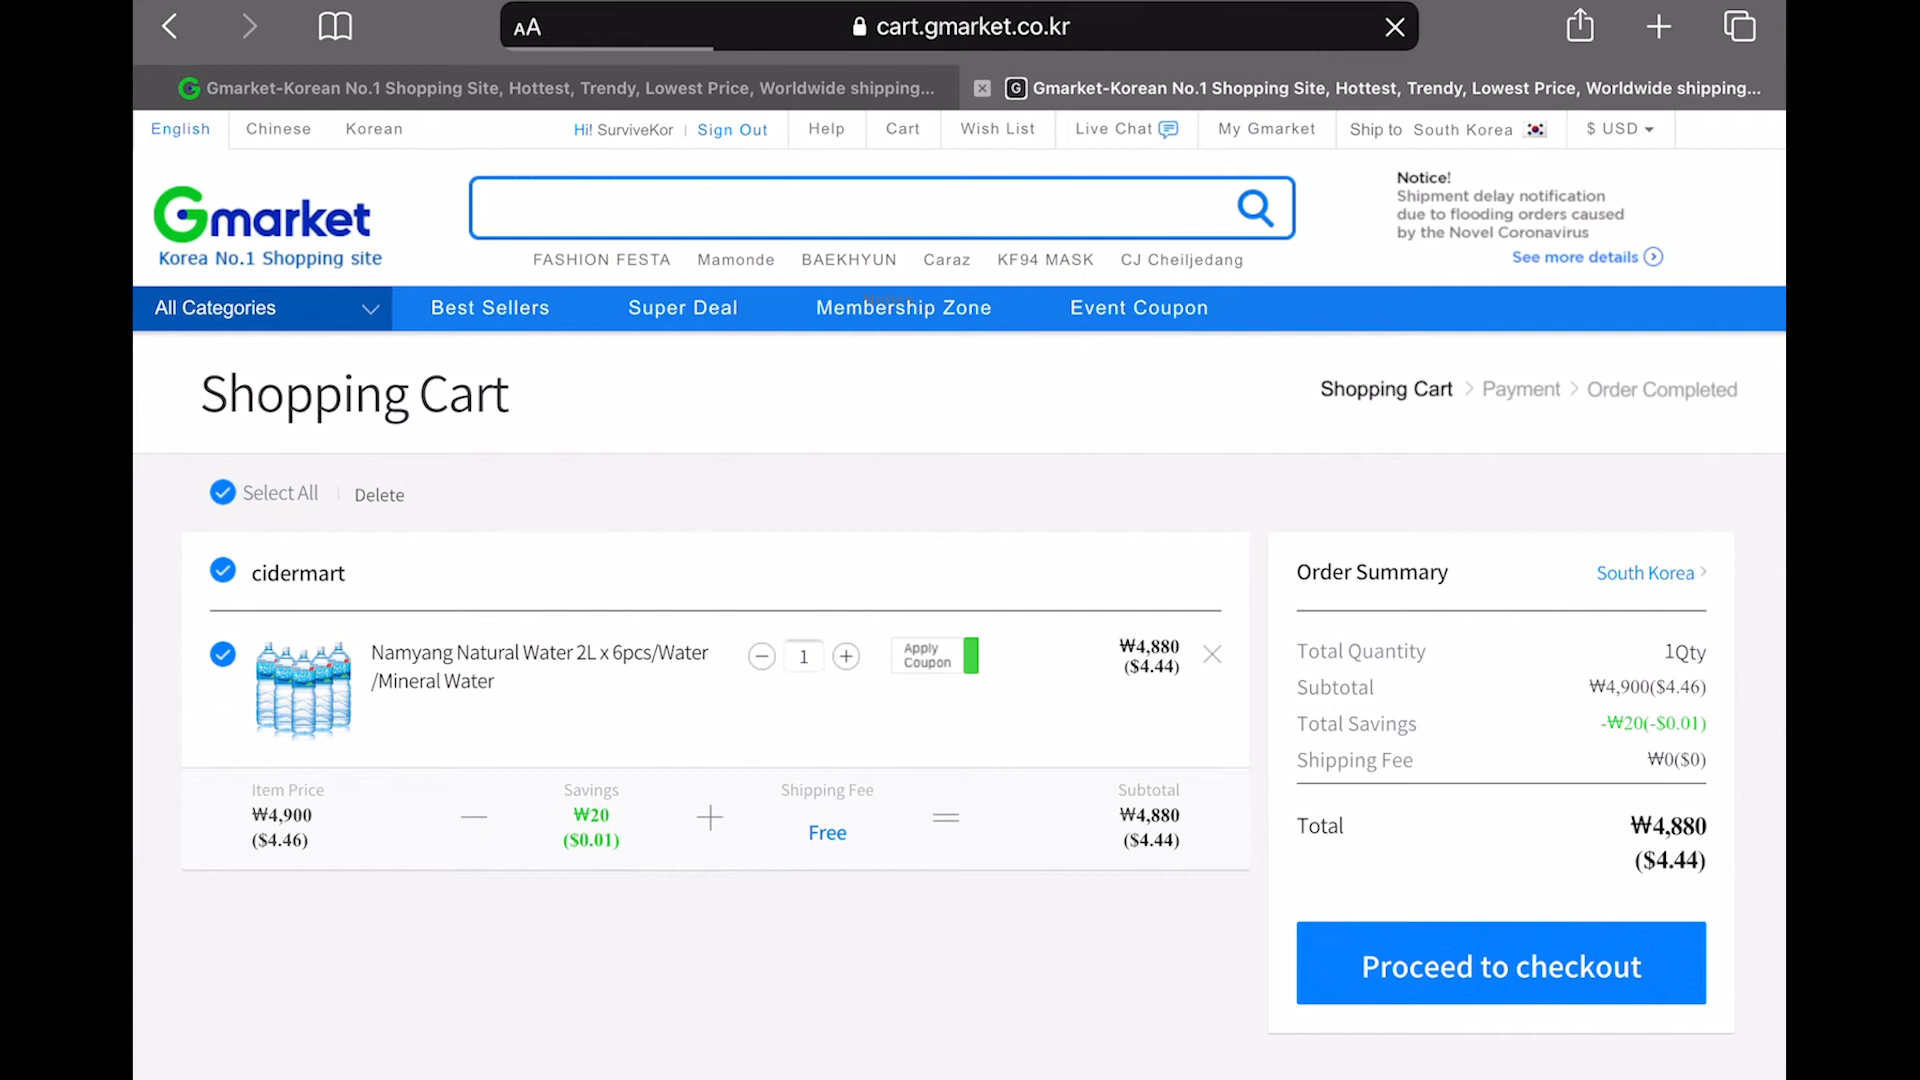 AA cart.gmarket.co.kr
Gmarket-Korean No.1 Shopping Site, Hottest, Trendy, Lowest Price, Worldwide shipping...
G Gmarket-Korean No.1 Shopping Site, Hottest, Trendy, Lowest Price, Worldwide shipping...
English Chinese Korean Hi! SurviveKor | Sign Out Help Cart Wish List Live Chat My Gmarket Ship to South Korea $ USD
Gmarket
Korea No.1 Shopping site
FASHION FESTA Mamonde BAEKHYUN Caraz KF94 MASK CJ Cheiljedang
Notice!
Shipment delay notification
due to flooding orders caused
by the Novel Coronavirus
See more details
All Categories Best Sellers Super Deal Membership Zone Event Coupon
Shopping Cart
Shopping Cart > Payment > Order Completed
Select All | Delete
cidermart
Namyang Natural Water 2L x 6pcs/Water
/Mineral Water
1
Apply
Coupon
₩4,880
($4.44)
Item Price
₩4,900
($4.46)
Savings
₩20
($0.01)
Shipping Fee
Free
Subtotal
₩4,880
($4.44)
Order Summary South Korea >
Total Quantity 1Qty
Subtotal ₩4,900($4.46)
Total Savings -₩20(-$0.01)
Shipping Fee ₩0($0)
Total ₩4,880
($4.44)
Proceed to checkout